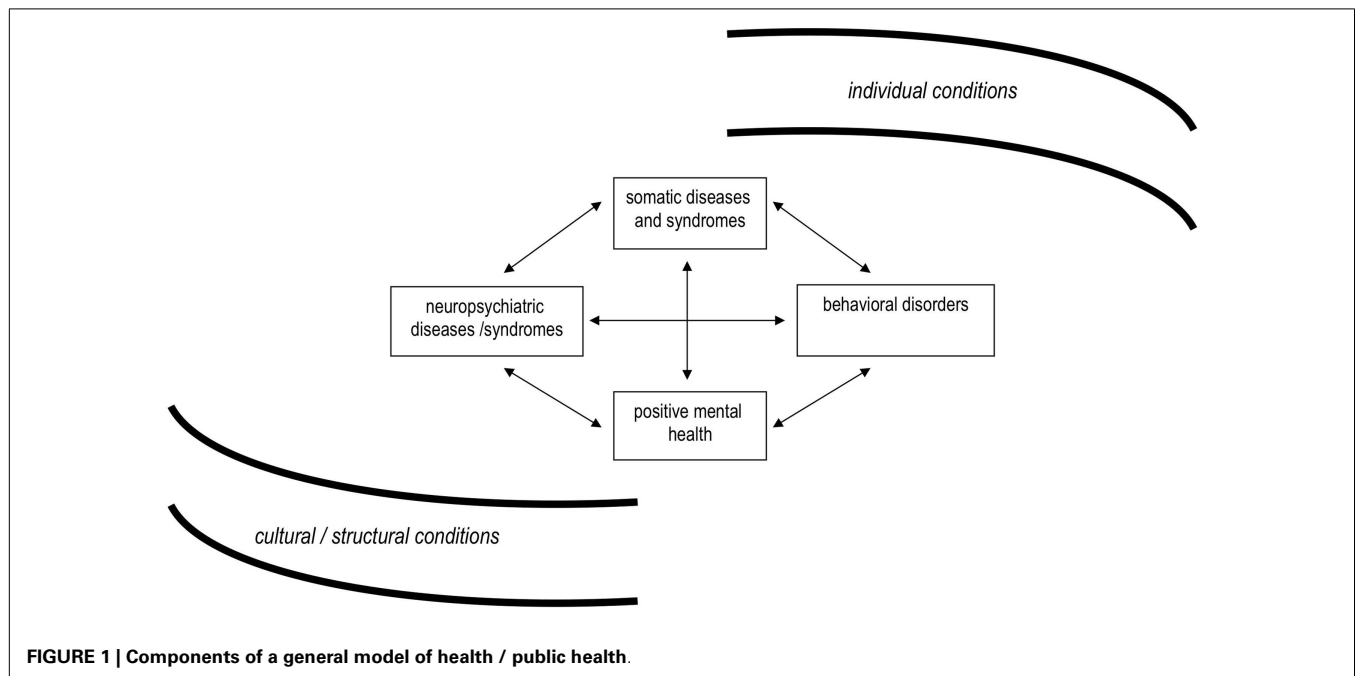 individual conditions
somatic diseases
and syndromes
neuropsychiatric
diseases /syndromes
behavioral disorders
positive mental
health
cultural / structural conditions
FIGURE 1 | Components of a general model of health / public health.